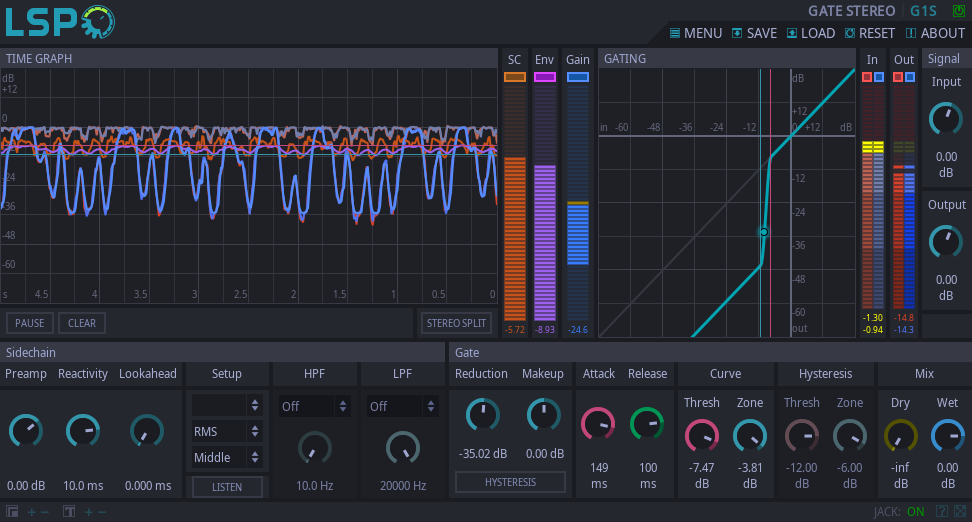 LSP
GATE STEREO G1S
MENU SAVE LOAD RESET ABOUT
TIME GRAPH
dB
+12
0
-24
-36
-48
-60
s 4.5 4 3.5 3 2.5 2 1.5 1 0.5 0
PAUSE CLEAR STEREO SPLIT
SC Env Gain
-5.72 -8.93 -24.6
GATING
dB
+12
in -60 -48 -36 -24 -12 0 +12 dB
-12
-24
-36
-48
-60
out
In Out
-1.30 -14.8
-0.94 -14.3
Signal
Input
0.00
dB
Output
0.00
dB
Sidechain
Preamp Reactivity Lookahead Setup HPF LPF
Off Off
RMS
Middle
0.00 dB 10.0 ms 0.000 ms LISTEN 10.0 Hz 20000 Hz
Gate
Reduction Makeup Attack Release Curve Hysteresis Mix
Thresh Zone Thresh Zone Dry Wet
-35.02 dB 0.00 dB
HYSTERESIS
149 100 -7.47 -3.81 -12.00 -6.00 -inf 0.00
ms ms dB dB dB dB dB dB
+ − T + −
JACK: ON ?